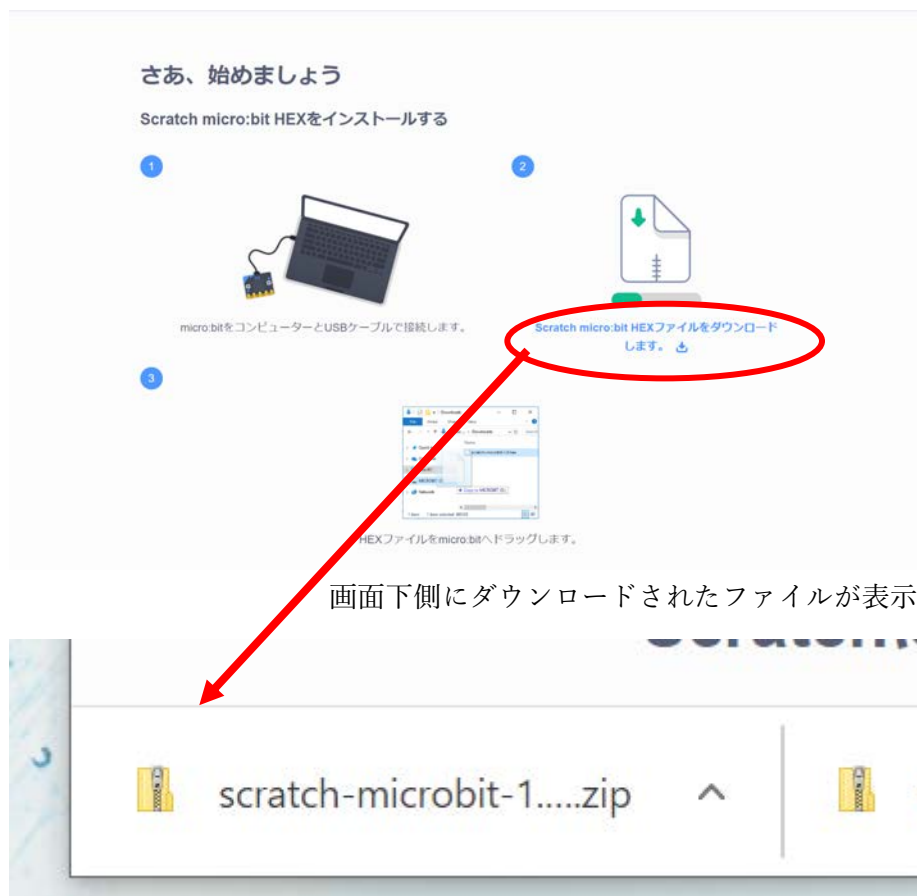 さあ、始めましょう
Scratch micro:bit HEXをインストールする
1
2
micro:bitをコンピューターとUSBケーブルで接続します。
Scratch micro:bit HEXファイルをダウンロード
します。
3
HEXファイルをmicro:bitへドラッグします。
画面下側にダウンロードされたファイルが表示
scratch-microbit-1.....zip